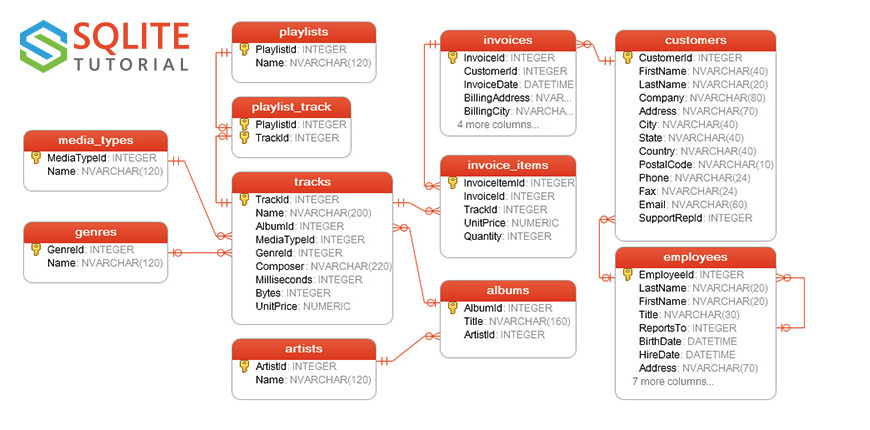 SQLITE
TUTORIAL
playlists
PlaylistId: INTEGER
Name: NVARCHAR(120)
playlist_track
PlaylistId: INTEGER
TrackId: INTEGER
media_types
MediaTypeId: INTEGER
Name: NVARCHAR(120)
genres
GenreId: INTEGER
Name: NVARCHAR(120)
tracks
TrackId: INTEGER
Name: NVARCHAR(200)
AlbumId: INTEGER
MediaTypeId: INTEGER
GenreId: INTEGER
Composer: NVARCHAR(220)
Milliseconds: INTEGER
Bytes: INTEGER
UnitPrice: NUMERIC
artists
ArtistId: INTEGER
Name: NVARCHAR(120)
invoices
InvoiceId: INTEGER
CustomerId: INTEGER
InvoiceDate: DATETIME
BillingAddress: NVAR...
BillingCity: NVARCHA...
4 more columns...
invoice_items
InvoiceItemId: INTEGER
InvoiceId: INTEGER
TrackId: INTEGER
UnitPrice: NUMERIC
Quantity: INTEGER
albums
AlbumId: INTEGER
Title: NVARCHAR(160)
ArtistId: INTEGER
customers
CustomerId: INTEGER
FirstName: NVARCHAR(40)
LastName: NVARCHAR(20)
Company: NVARCHAR(80)
Address: NVARCHAR(70)
City: NVARCHAR(40)
State: NVARCHAR(40)
Country: NVARCHAR(40)
PostalCode: NVARCHAR(10)
Phone: NVARCHAR(24)
Fax: NVARCHAR(24)
Email: NVARCHAR(60)
SupportRepId: INTEGER
employees
EmployeeId: INTEGER
LastName: NVARCHAR(20)
FirstName: NVARCHAR(20)
Title: NVARCHAR(30)
ReportsTo: INTEGER
BirthDate: DATETIME
HireDate: DATETIME
Address: NVARCHAR(70)
7 more columns...